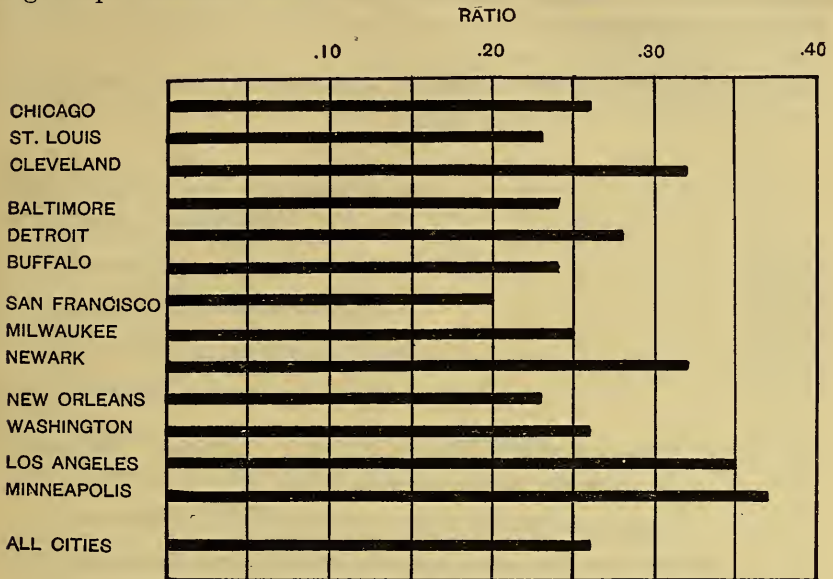 RATIO
.10 .20 .30 .40
CHICAGO
ST. LOUIS
CLEVELAND
BALTIMORE
DETROIT
BUFFALO
SAN FRANCISCO
MILWAUKEE
NEWARK
NEW ORLEANS
WASHINGTON
LOS ANGELES
MINNEAPOLIS
ALL CITIES